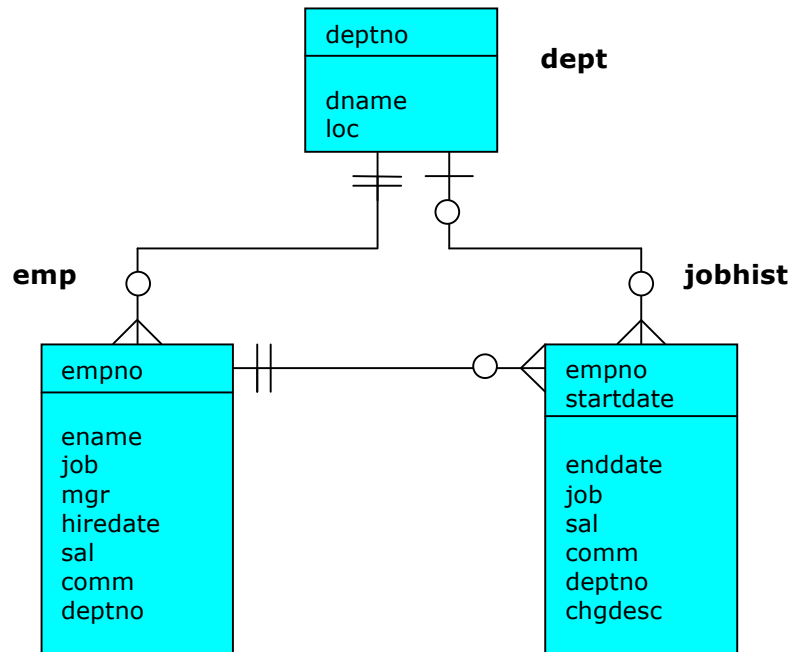 deptno
dept
dname
loc
emp
jobhist
empno
ename
job
mgr
hiredate
sal
comm
deptno
empno
startdate
enddate
job
sal
comm
deptno
chgdesc